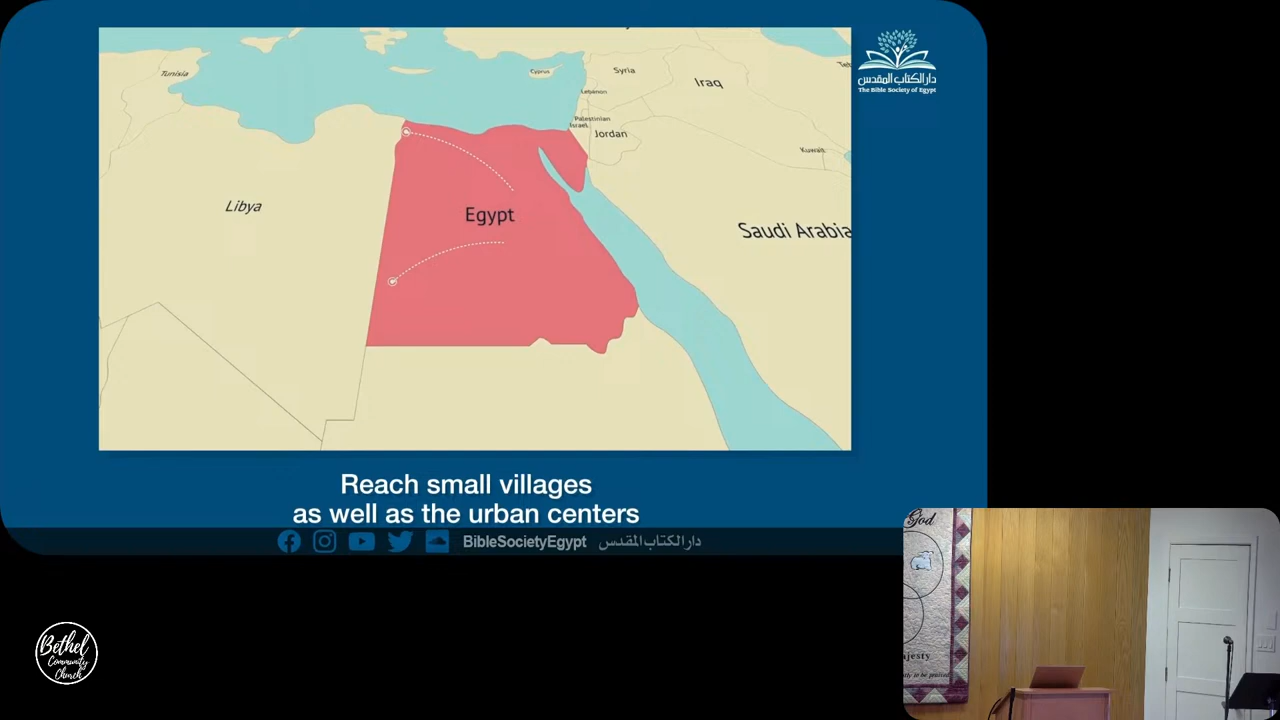 Tunisia
Cyprus
Syria
Lebanon
Iraq
Palestinian
Israel
Jordan
Kuwait
Libya
Egypt
Saudi Arabia
دار الكتاب المقدس
The Bible Society of Egypt
Reach small villages
as well as the urban centers
BibleSocietyEgypt دار الكتاب المقدس
God
Bethel
Community
Church